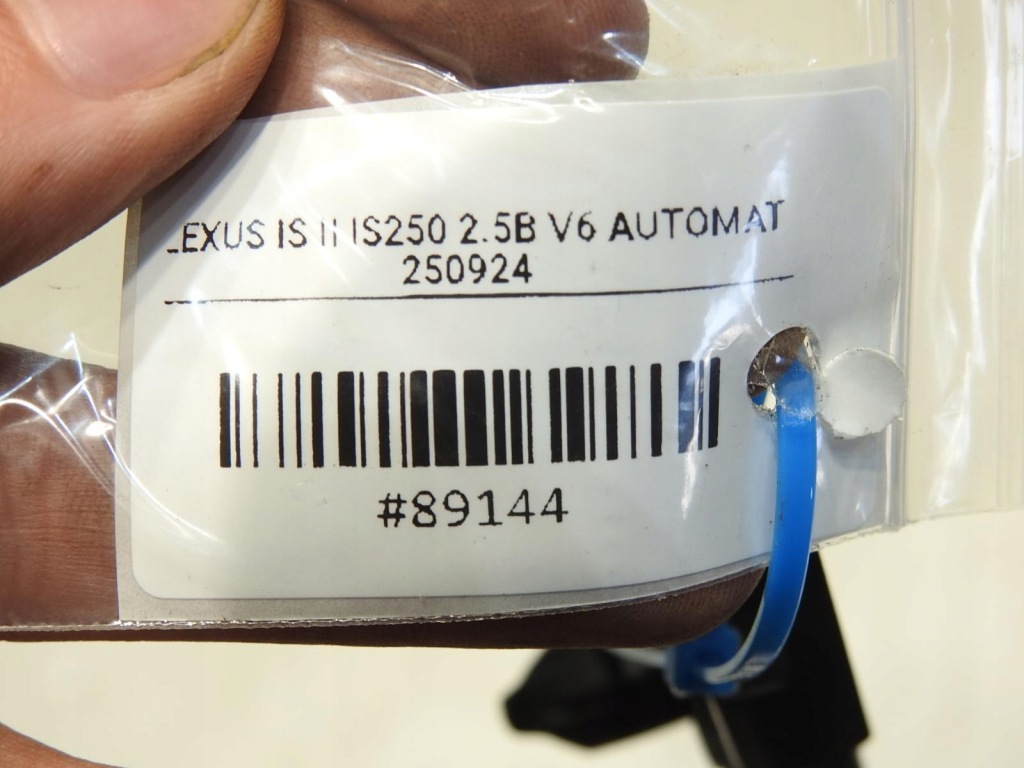 LEXUS IS II IS250 2.5B V6 AUTOMAT
250924
#89144